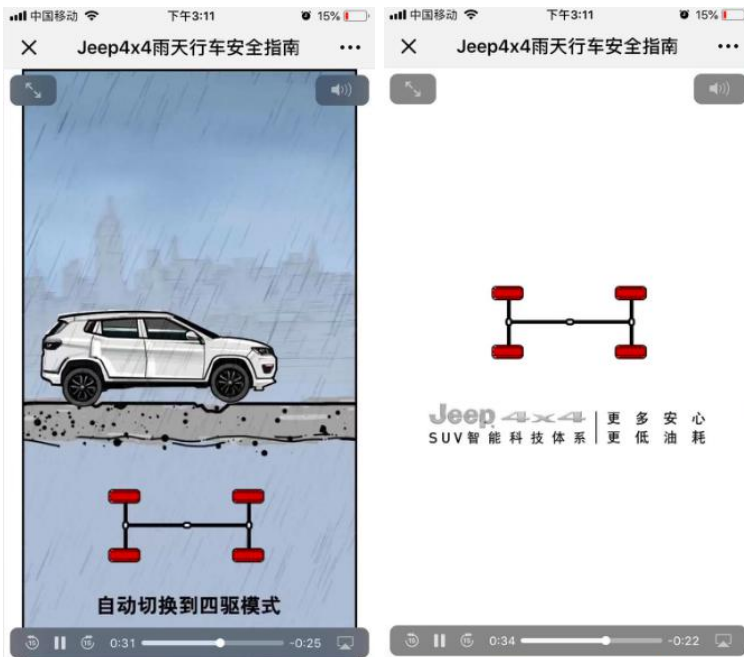 中国移动 下午3:11 15%
Jeep4x4雨天行车安全指南
15 15 0:31 -0:25
自动切换到四驱模式
中国移动 下午3:11 15%
Jeep4x4雨天行车安全指南
Jeep 4x4 更多安心
SUV智能科技体系 更低油耗
15 15 0:34 -0:22